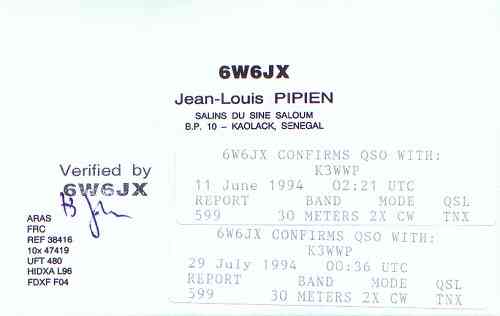 6W6JX
Jean-Louis PIPIEN
SALINS DU SINE SALOUM
B.P. 10 – KAOLACK, SENEGAL
6W6JX CONFIRMS QSO WITH:
K3WWP
11 June 1994 02:21 UTC
REPORT BAND MODE QSL
599 30 METERS 2X CW TNX
6W6JX CONFIRMS QSO WITH:
K3WWP
29 July 1994 00:36 UTC
REPORT BAND MODE QSL
599 30 METERS 2X CW TNX
Verified by
6W6JX
ARAS
FRC
REF 38416
10x 47419
UFT 480
HIDXA L96
FDXF F04